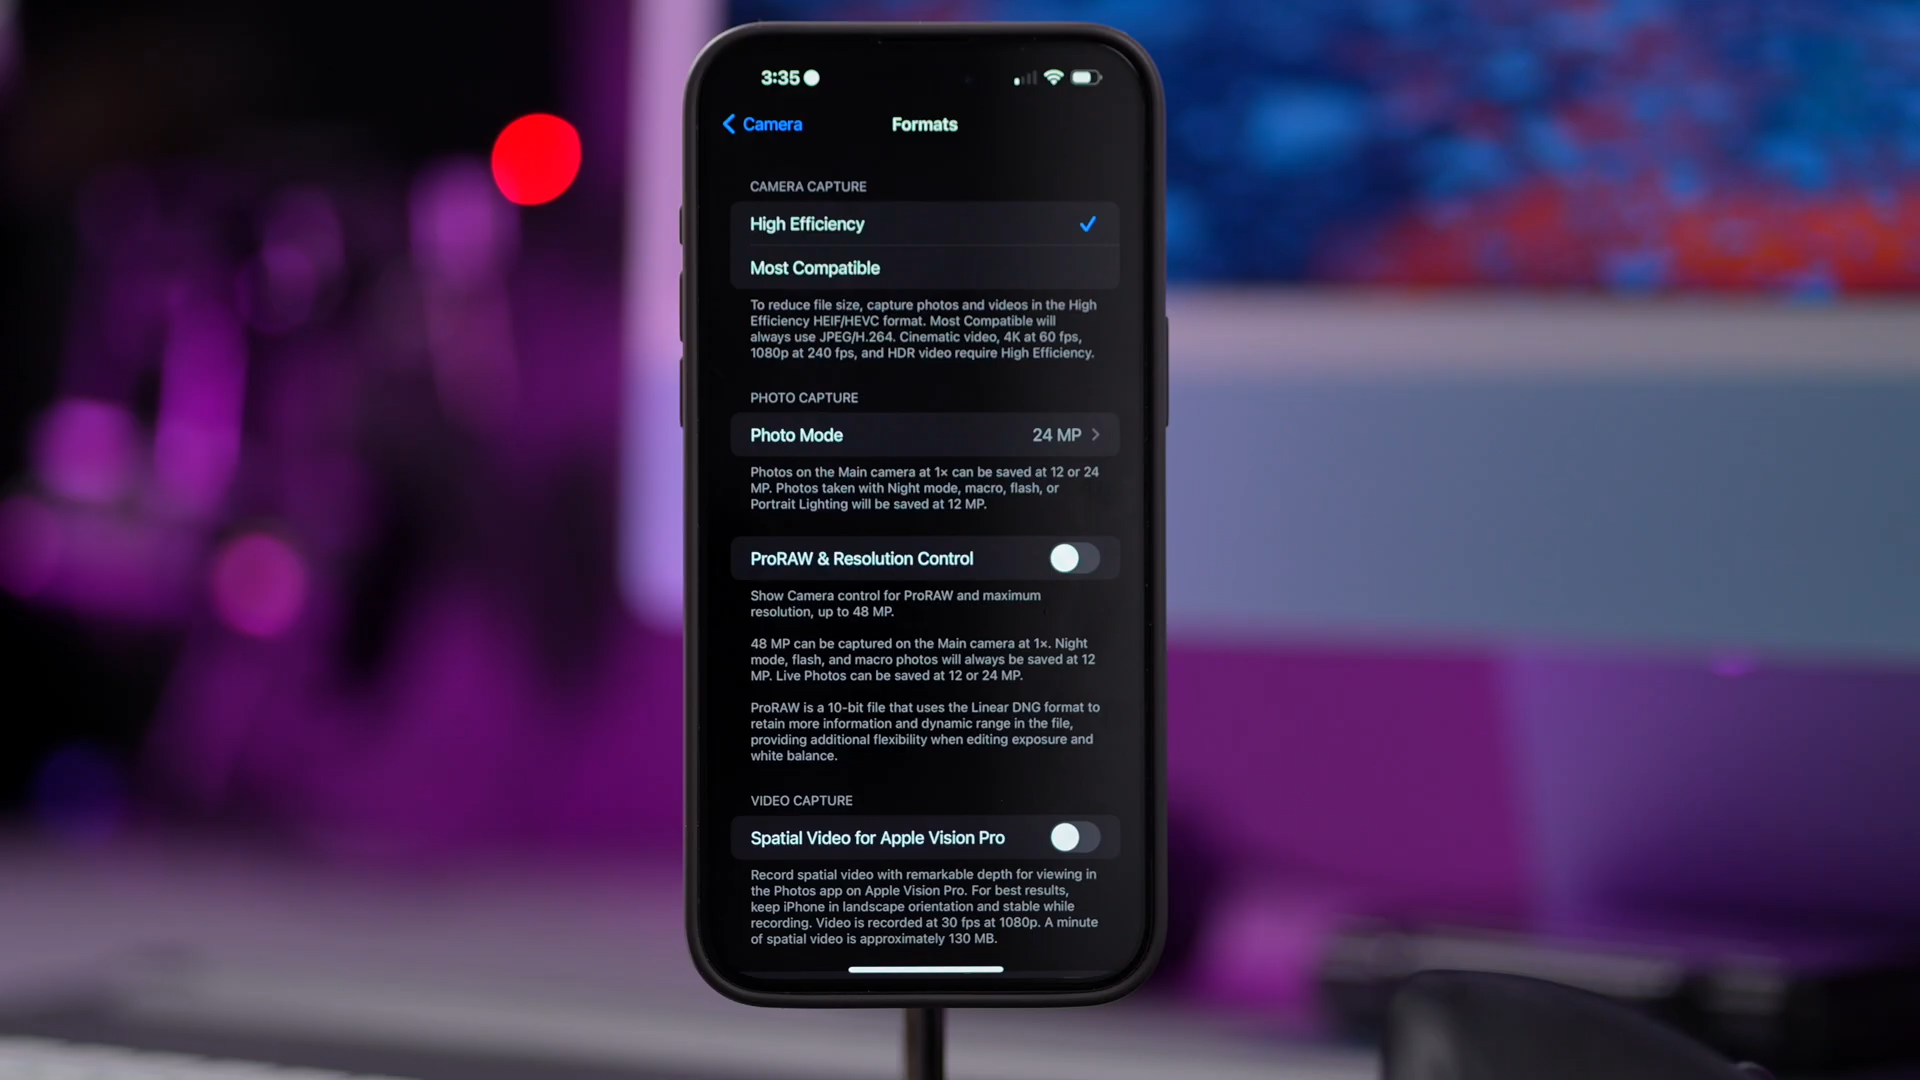 3:35
Camera
Formats
CAMERA CAPTURE
High Efficiency
Most Compatible
To reduce file size, capture photos and videos in the High
Efficiency HEIF/HEVC format. Most Compatible will
always use JPEG/H.264. Cinematic video, 4K at 60 fps,
1080p at 240 fps, and HDR video require High Efficiency.
PHOTO CAPTURE
Photo Mode 24 MP
Photos on the Main camera at 1× can be saved at 12 or 24
MP. Photos taken with Night mode, macro, flash, or
Portrait Lighting will be saved at 12 MP.
ProRAW & Resolution Control
Show Camera control for ProRAW and maximum
resolution, up to 48 MP.
48 MP can be captured on the Main camera at 1×. Night
mode, flash, and macro photos will always be saved at 12
MP. Live Photos can be saved at 12 or 24 MP.
ProRAW is a 10-bit file that uses the Linear DNG format to
retain more information and dynamic range in the file,
providing additional flexibility when editing exposure and
white balance.
VIDEO CAPTURE
Spatial Video for Apple Vision Pro
Record spatial video with remarkable depth for viewing in
the Photos app on Apple Vision Pro. For best results,
keep iPhone in landscape orientation and stable while
recording. Video is recorded at 30 fps at 1080p. A minute
of spatial video is approximately 130 MB.